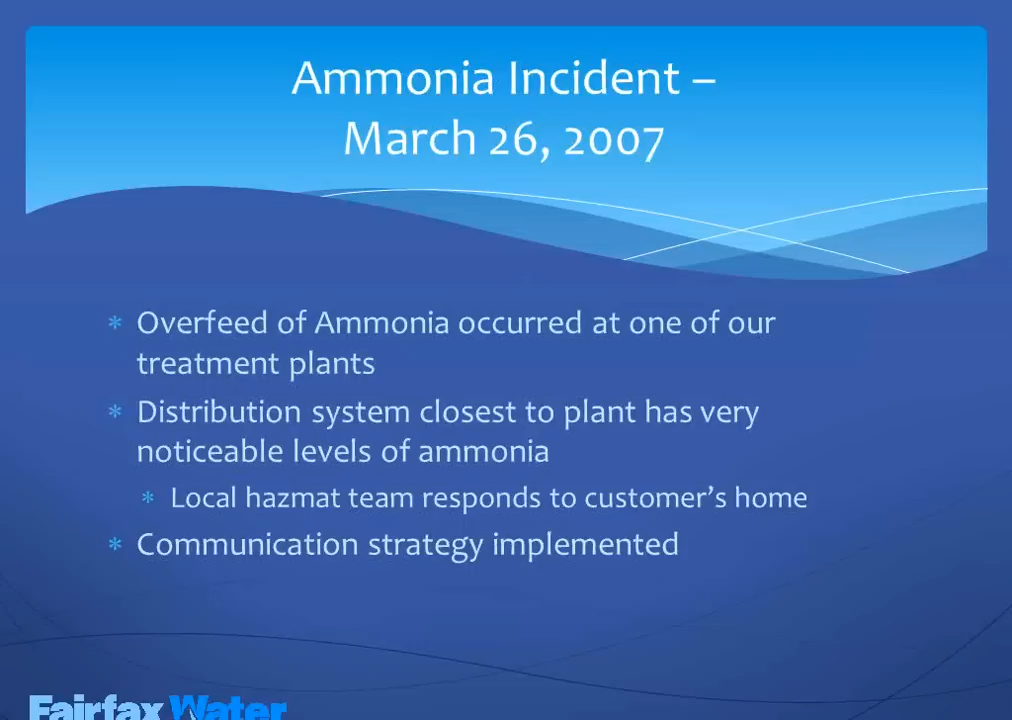 Ammonia Incident –
March 26, 2007
* Overfeed of Ammonia occurred at one of our
treatment plants
* Distribution system closest to plant has very
noticeable levels of ammonia
* Local hazmat team responds to customer’s home
* Communication strategy implemented
Fairfax Water